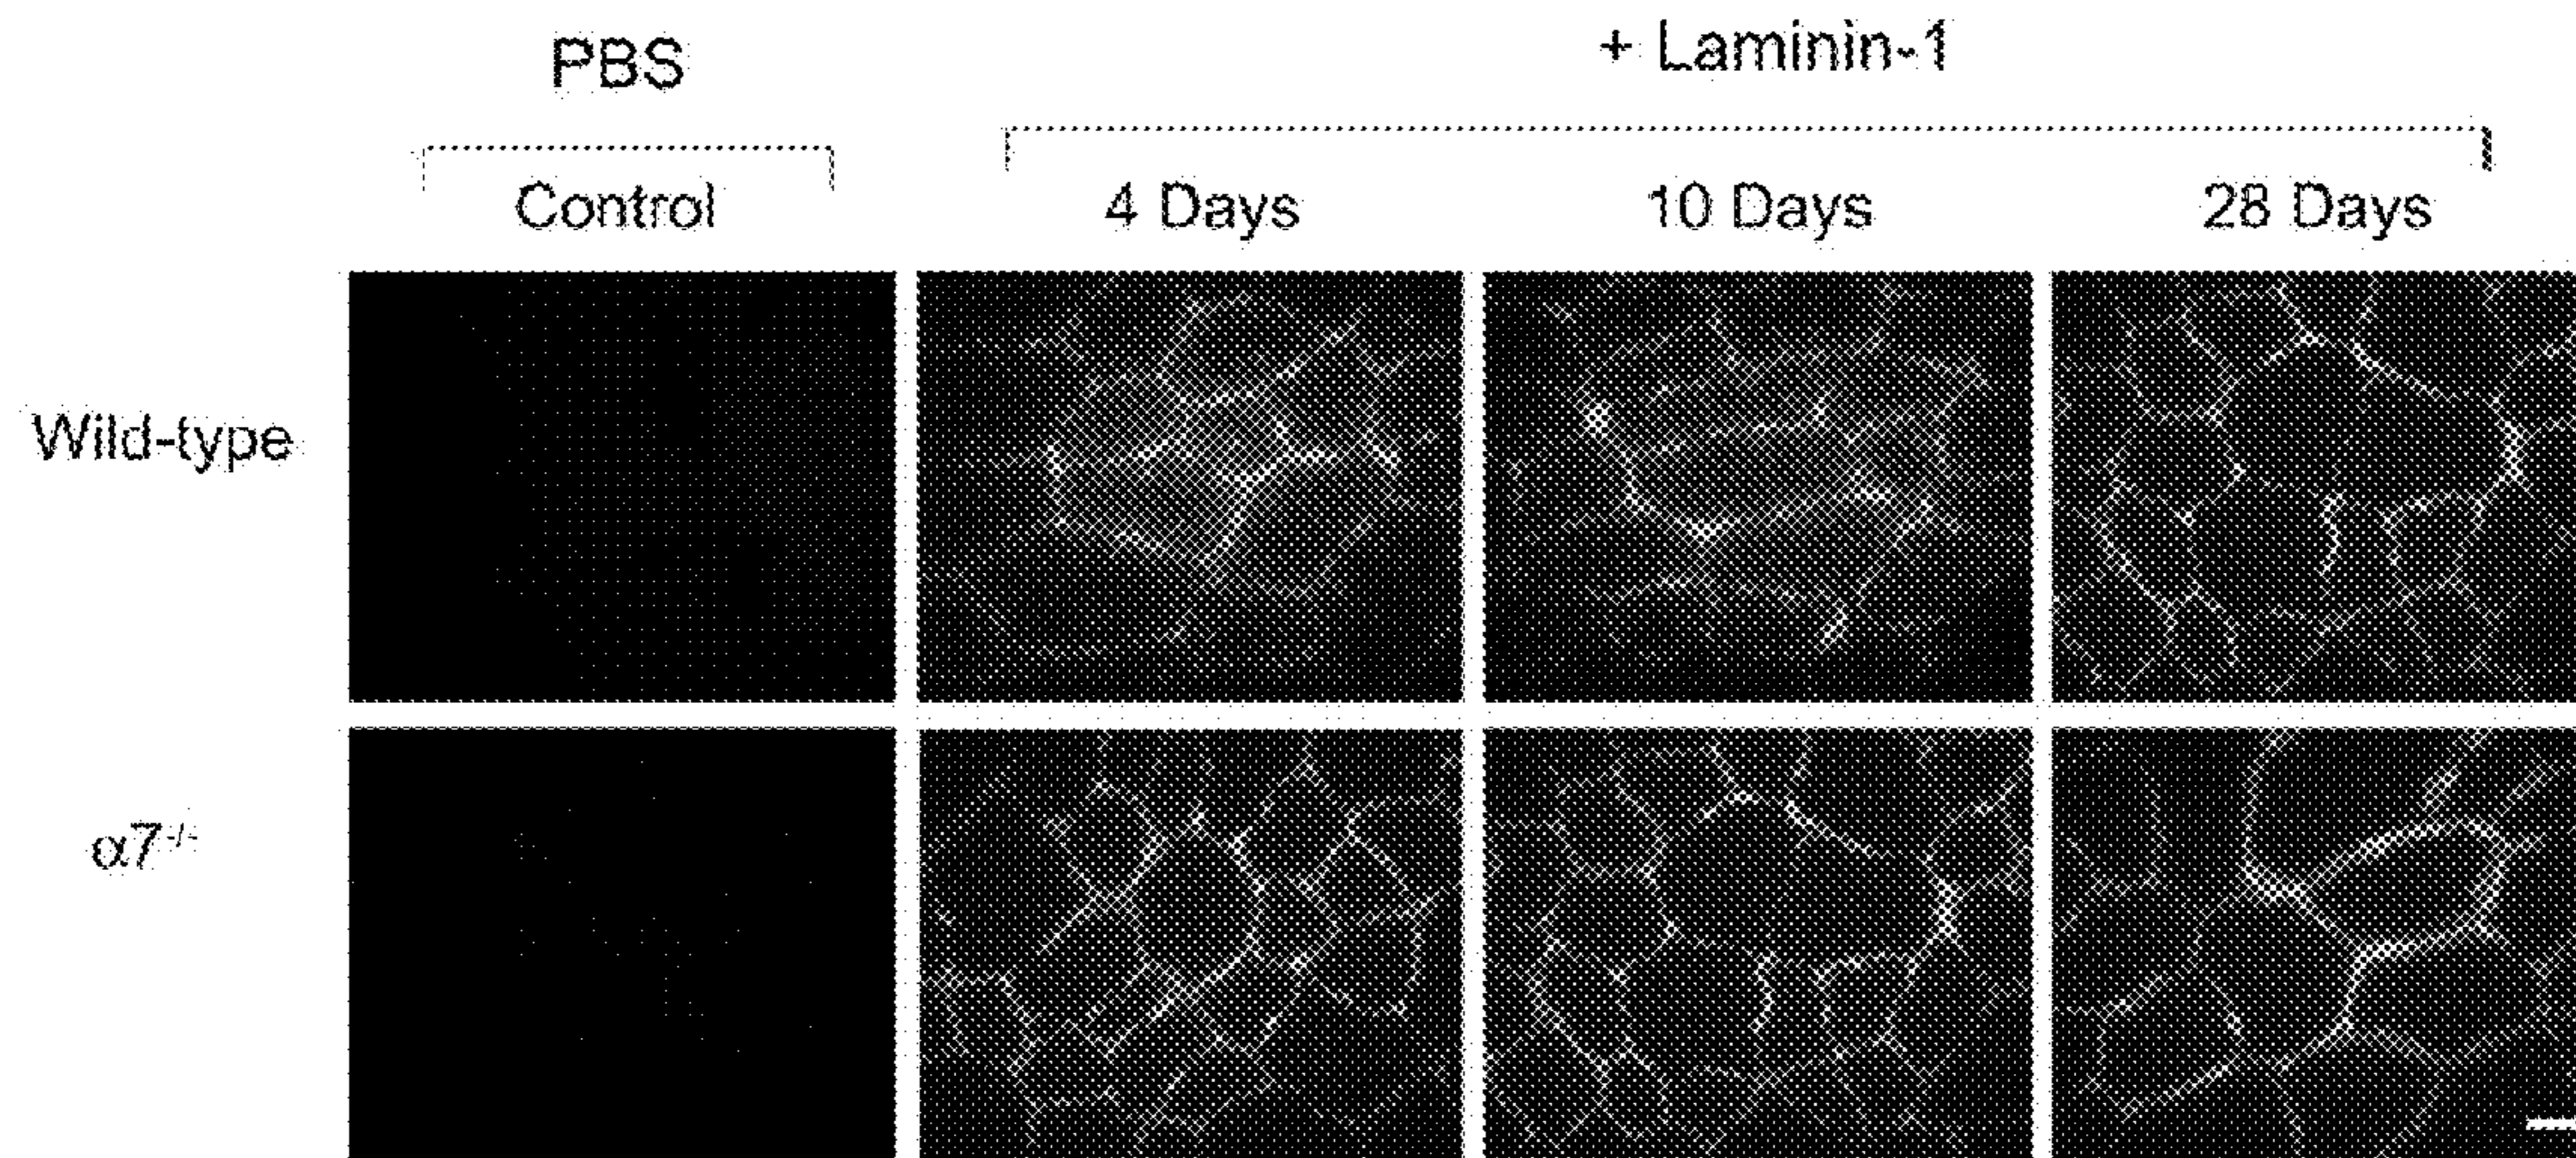 PBS
+ Laminin-1
Control
4 Days
10 Days
28 Days
Wild-type
α7-/-